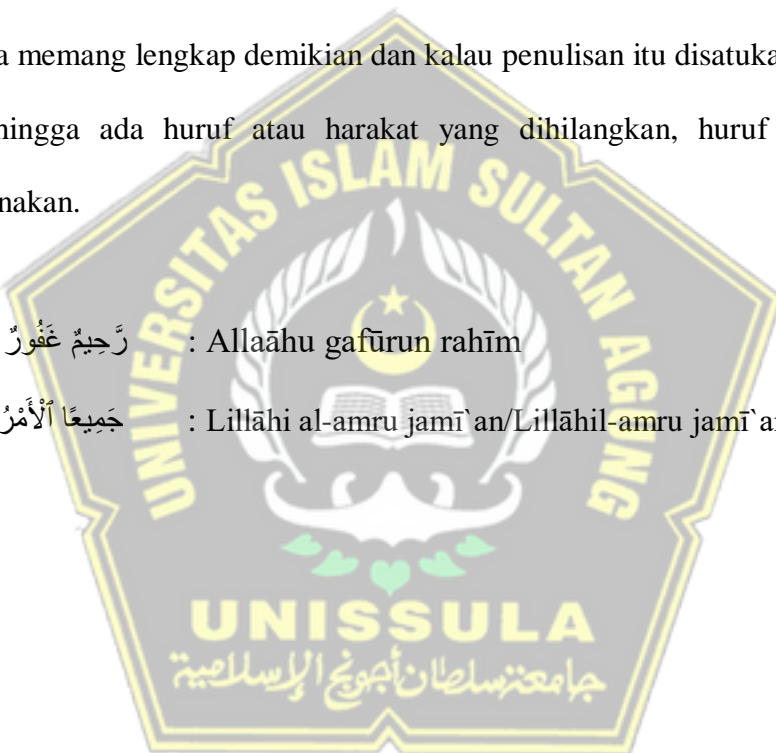 a memang lengkap demikian dan kalau penulisan itu disatuka
hingga ada huruf atau harakat yang dihilangkan, huruf
nakan.
رَّحِيمٌ غَفُورٌ : Allaāhu gafūrun rahīm
جَمِيعًا ٱلْأَمْرُ : Lillāhi al-amru jamī`an/Lillāhil-amru jamī`a
UNIVERSITAS ISLAM SULTAN AGUNG
UNISSULA
جامعة سلطان أجونج الإسلامية